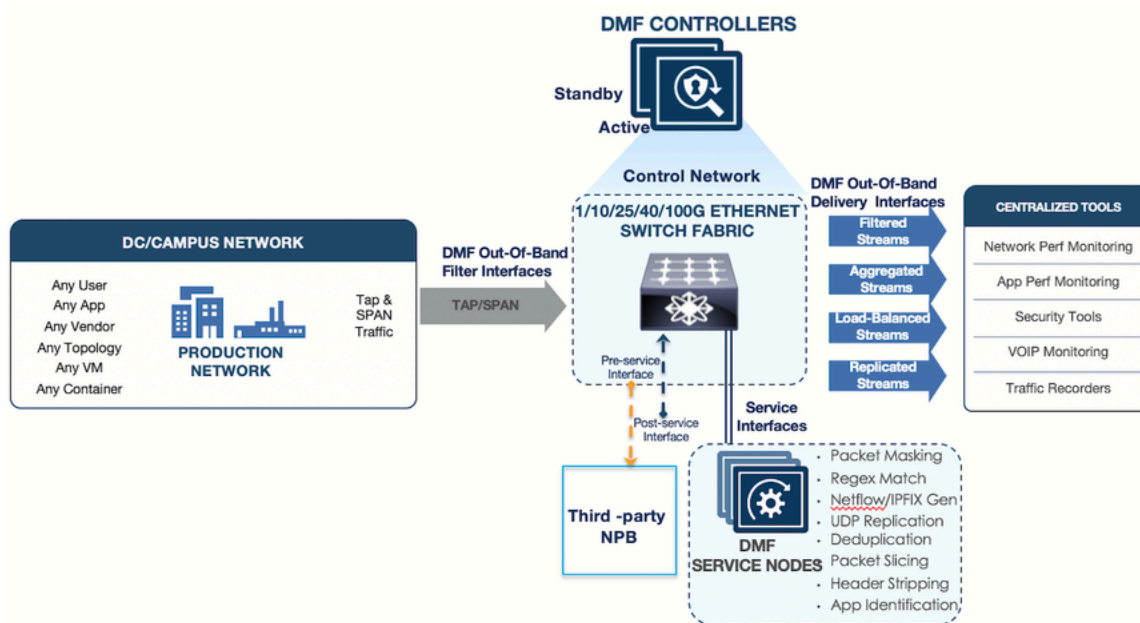 DMF CONTROLLERS
Standby
Active
Control Network
1/10/25/40/100G ETHERNET
SWITCH FABRIC
DC/CAMPUS NETWORK
Any User
Any App
Any Vendor
Any Topology
Any VM
Any Container
PRODUCTION
NETWORK
Tap &
SPAN
Traffic
DMF Out-Of-Band
Filter Interfaces
TAP/SPAN
Pre-service
Interface
Post-service
Interface
Third -party
NPB
Service
Interfaces
DMF
SERVICE NODES
· Packet Masking
· Regex Match
· Netflow/IPFIX Gen
· UDP Replication
· Deduplication
· Packet Slicing
· Header Stripping
· App Identification
DMF Out-Of-Band
Delivery Interfaces
Filtered
Streams
Aggregated
Streams
Load-Balanced
Streams
Replicated
Streams
CENTRALIZED TOOLS
Network Perf Monitoring
App Perf Monitoring
Security Tools
VOIP Monitoring
Traffic Recorders